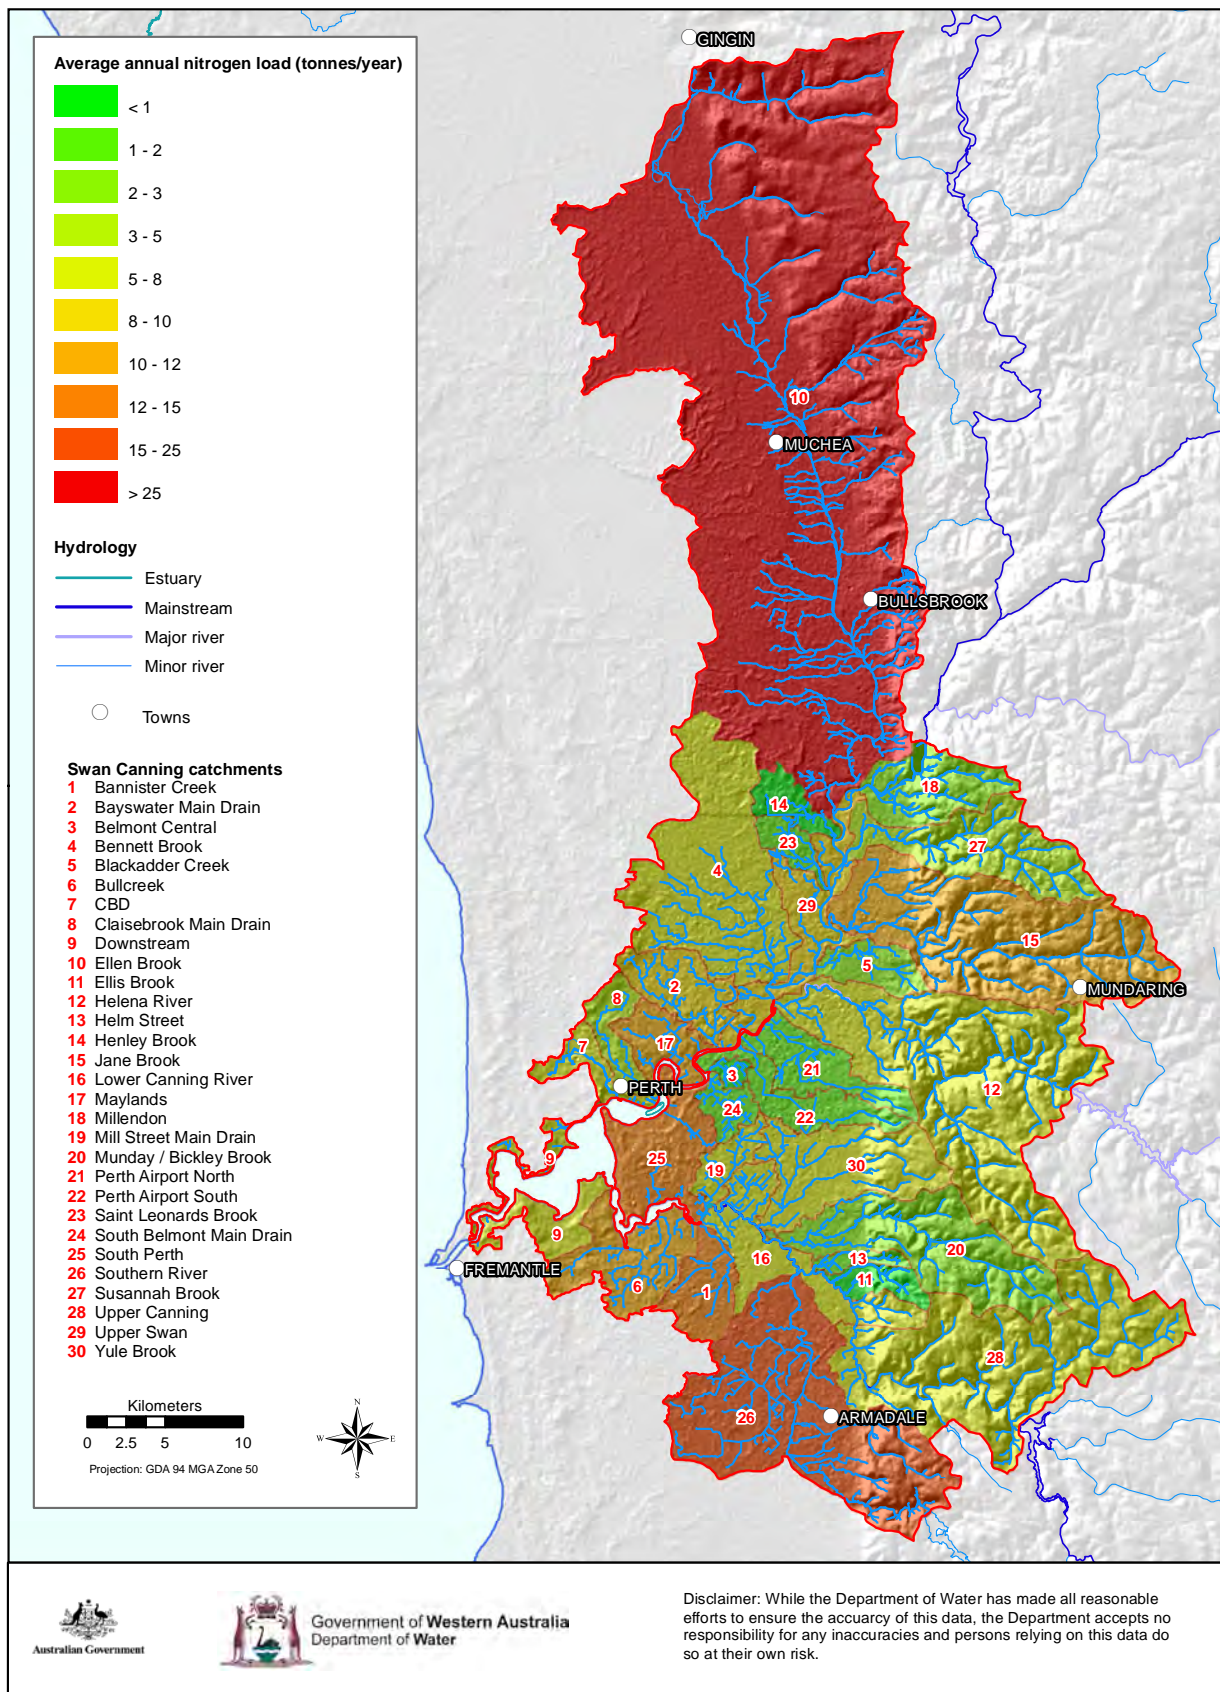 Average annual nitrogen load (tonnes/year)
< 1
1 - 2
2 - 3
3 - 5
5 - 8
8 - 10
10 - 12
12 - 15
15 - 25
> 25
Hydrology
Estuary
Mainstream
Major river
Minor river
Towns
Swan Canning catchments
1 Bannister Creek
2 Bayswater Main Drain
3 Belmont Central
4 Bennett Brook
5 Blackadder Creek
6 Bullcreek
7 CBD
8 Claisebrook Main Drain
9 Downstream
10 Ellen Brook
11 Ellis Brook
12 Helena River
13 Helm Street
14 Henley Brook
15 Jane Brook
16 Lower Canning River
17 Maylands
18 Millendon
19 Mill Street Main Drain
20 Munday / Bickley Brook
21 Perth Airport North
22 Perth Airport South
23 Saint Leonards Brook
24 South Belmont Main Drain
25 South Perth
26 Southern River
27 Susannah Brook
28 Upper Canning
29 Upper Swan
30 Yule Brook
Kilometers
0 2.5 5 10
Projection: GDA 94 MGA Zone 50
N
W E
S
GINGIN
10
MUCHEA
BULLSBROOK
18
14
23
27
4
29
15
5
2
MUNDARING
8
17
7
3
21
12
PERTH
24
22
9
25
19
30
9
16
13
20
11
FREMANTLE
6
1
28
26
ARMADALE
Australian Government
Government of Western Australia
Department of Water
Disclaimer: While the Department of Water has made all reasonable
efforts to ensure the accuarcy of this data, the Department accepts no
responsibility for any inaccuracies and persons relying on this data do
so at their own risk.